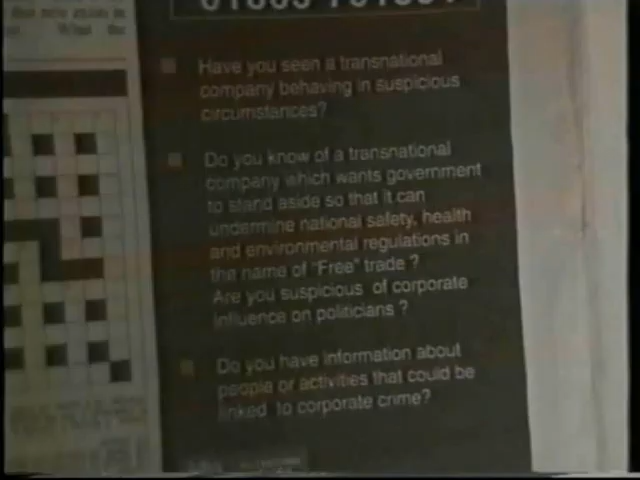 Have you seen a transnational
company behaving in suspicious
circumstances?
Do you know of a transnational
company which wants government
to stand aside so that it can
undermine national safety, health
and environmental regulations in
the name of "Free" trade ?
Are you suspicious of corporate
influence on politicians ?
Do you have information about
people or activities that could be
linked to corporate crime?